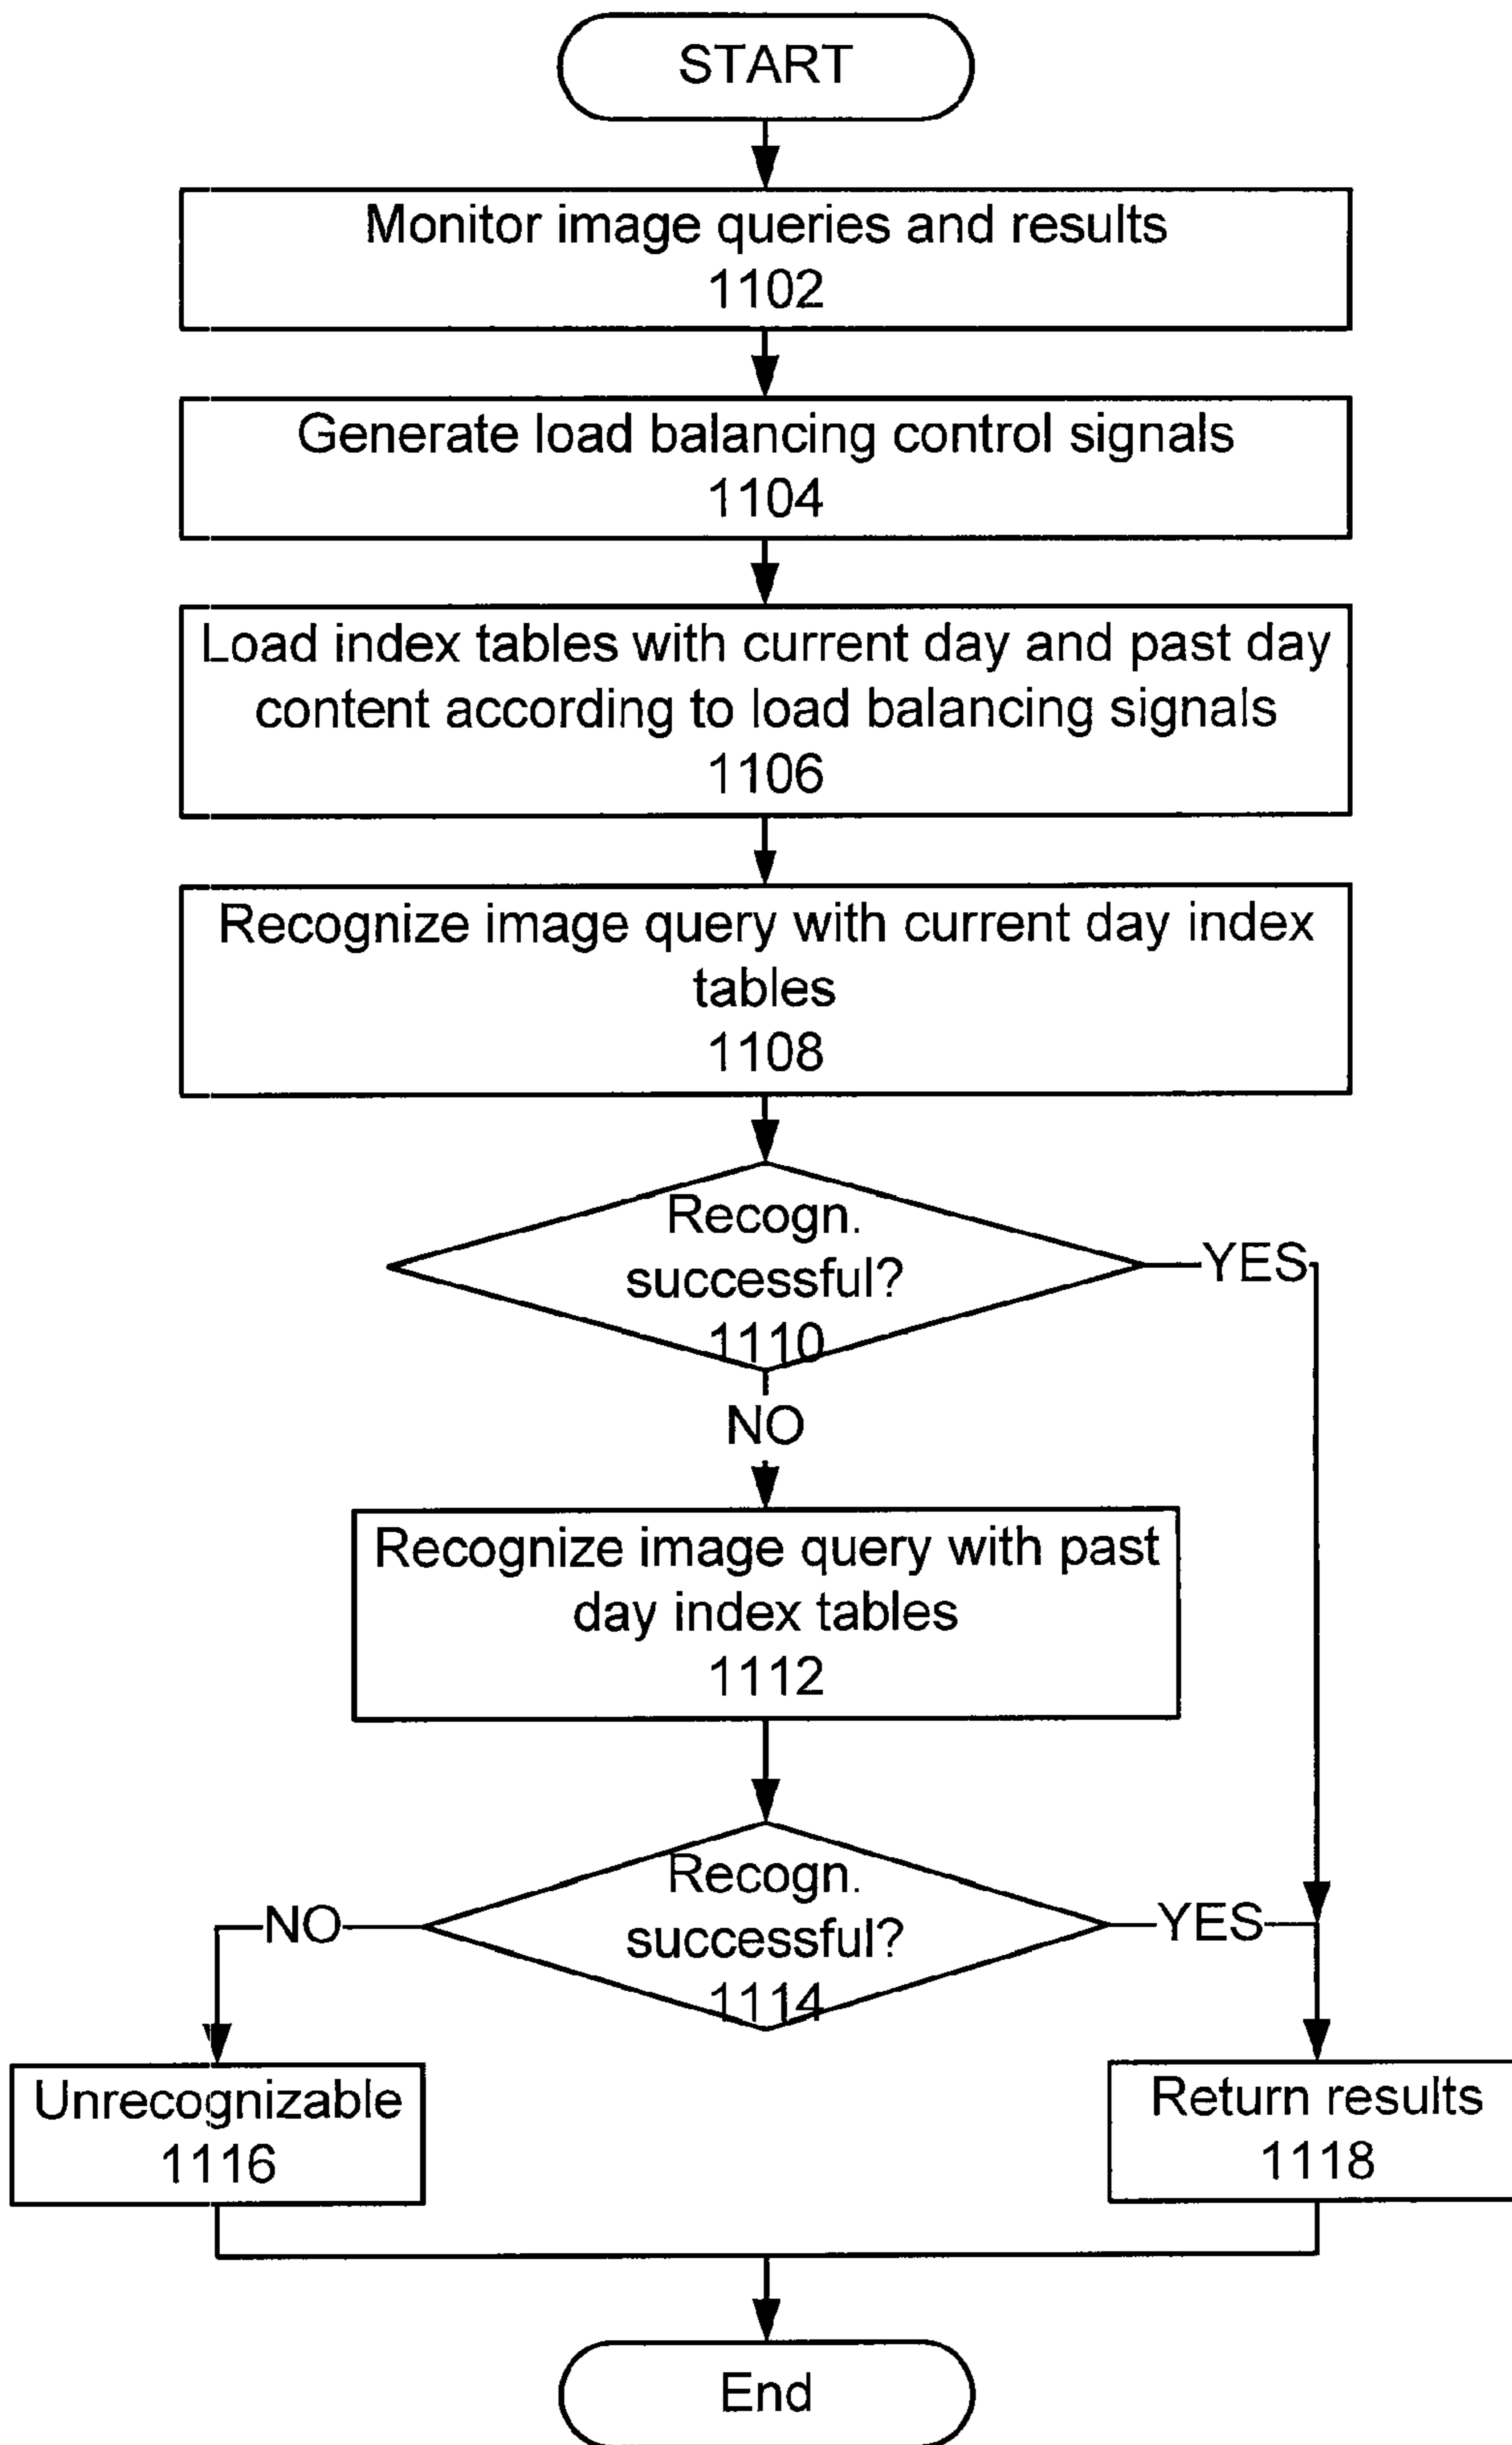 START
Monitor image queries and results
1102
Generate load balancing control signals
1104
Load index tables with current day and past day
content according to load balancing signals
1106
Recognize image query with current day index
tables
1108
Recogn.
successful?
1110
YES
NO
Recognize image query with past
day index tables
1112
Recogn.
successful?
1114
NO
YES
Unrecognizable
1116
Return results
1118
End